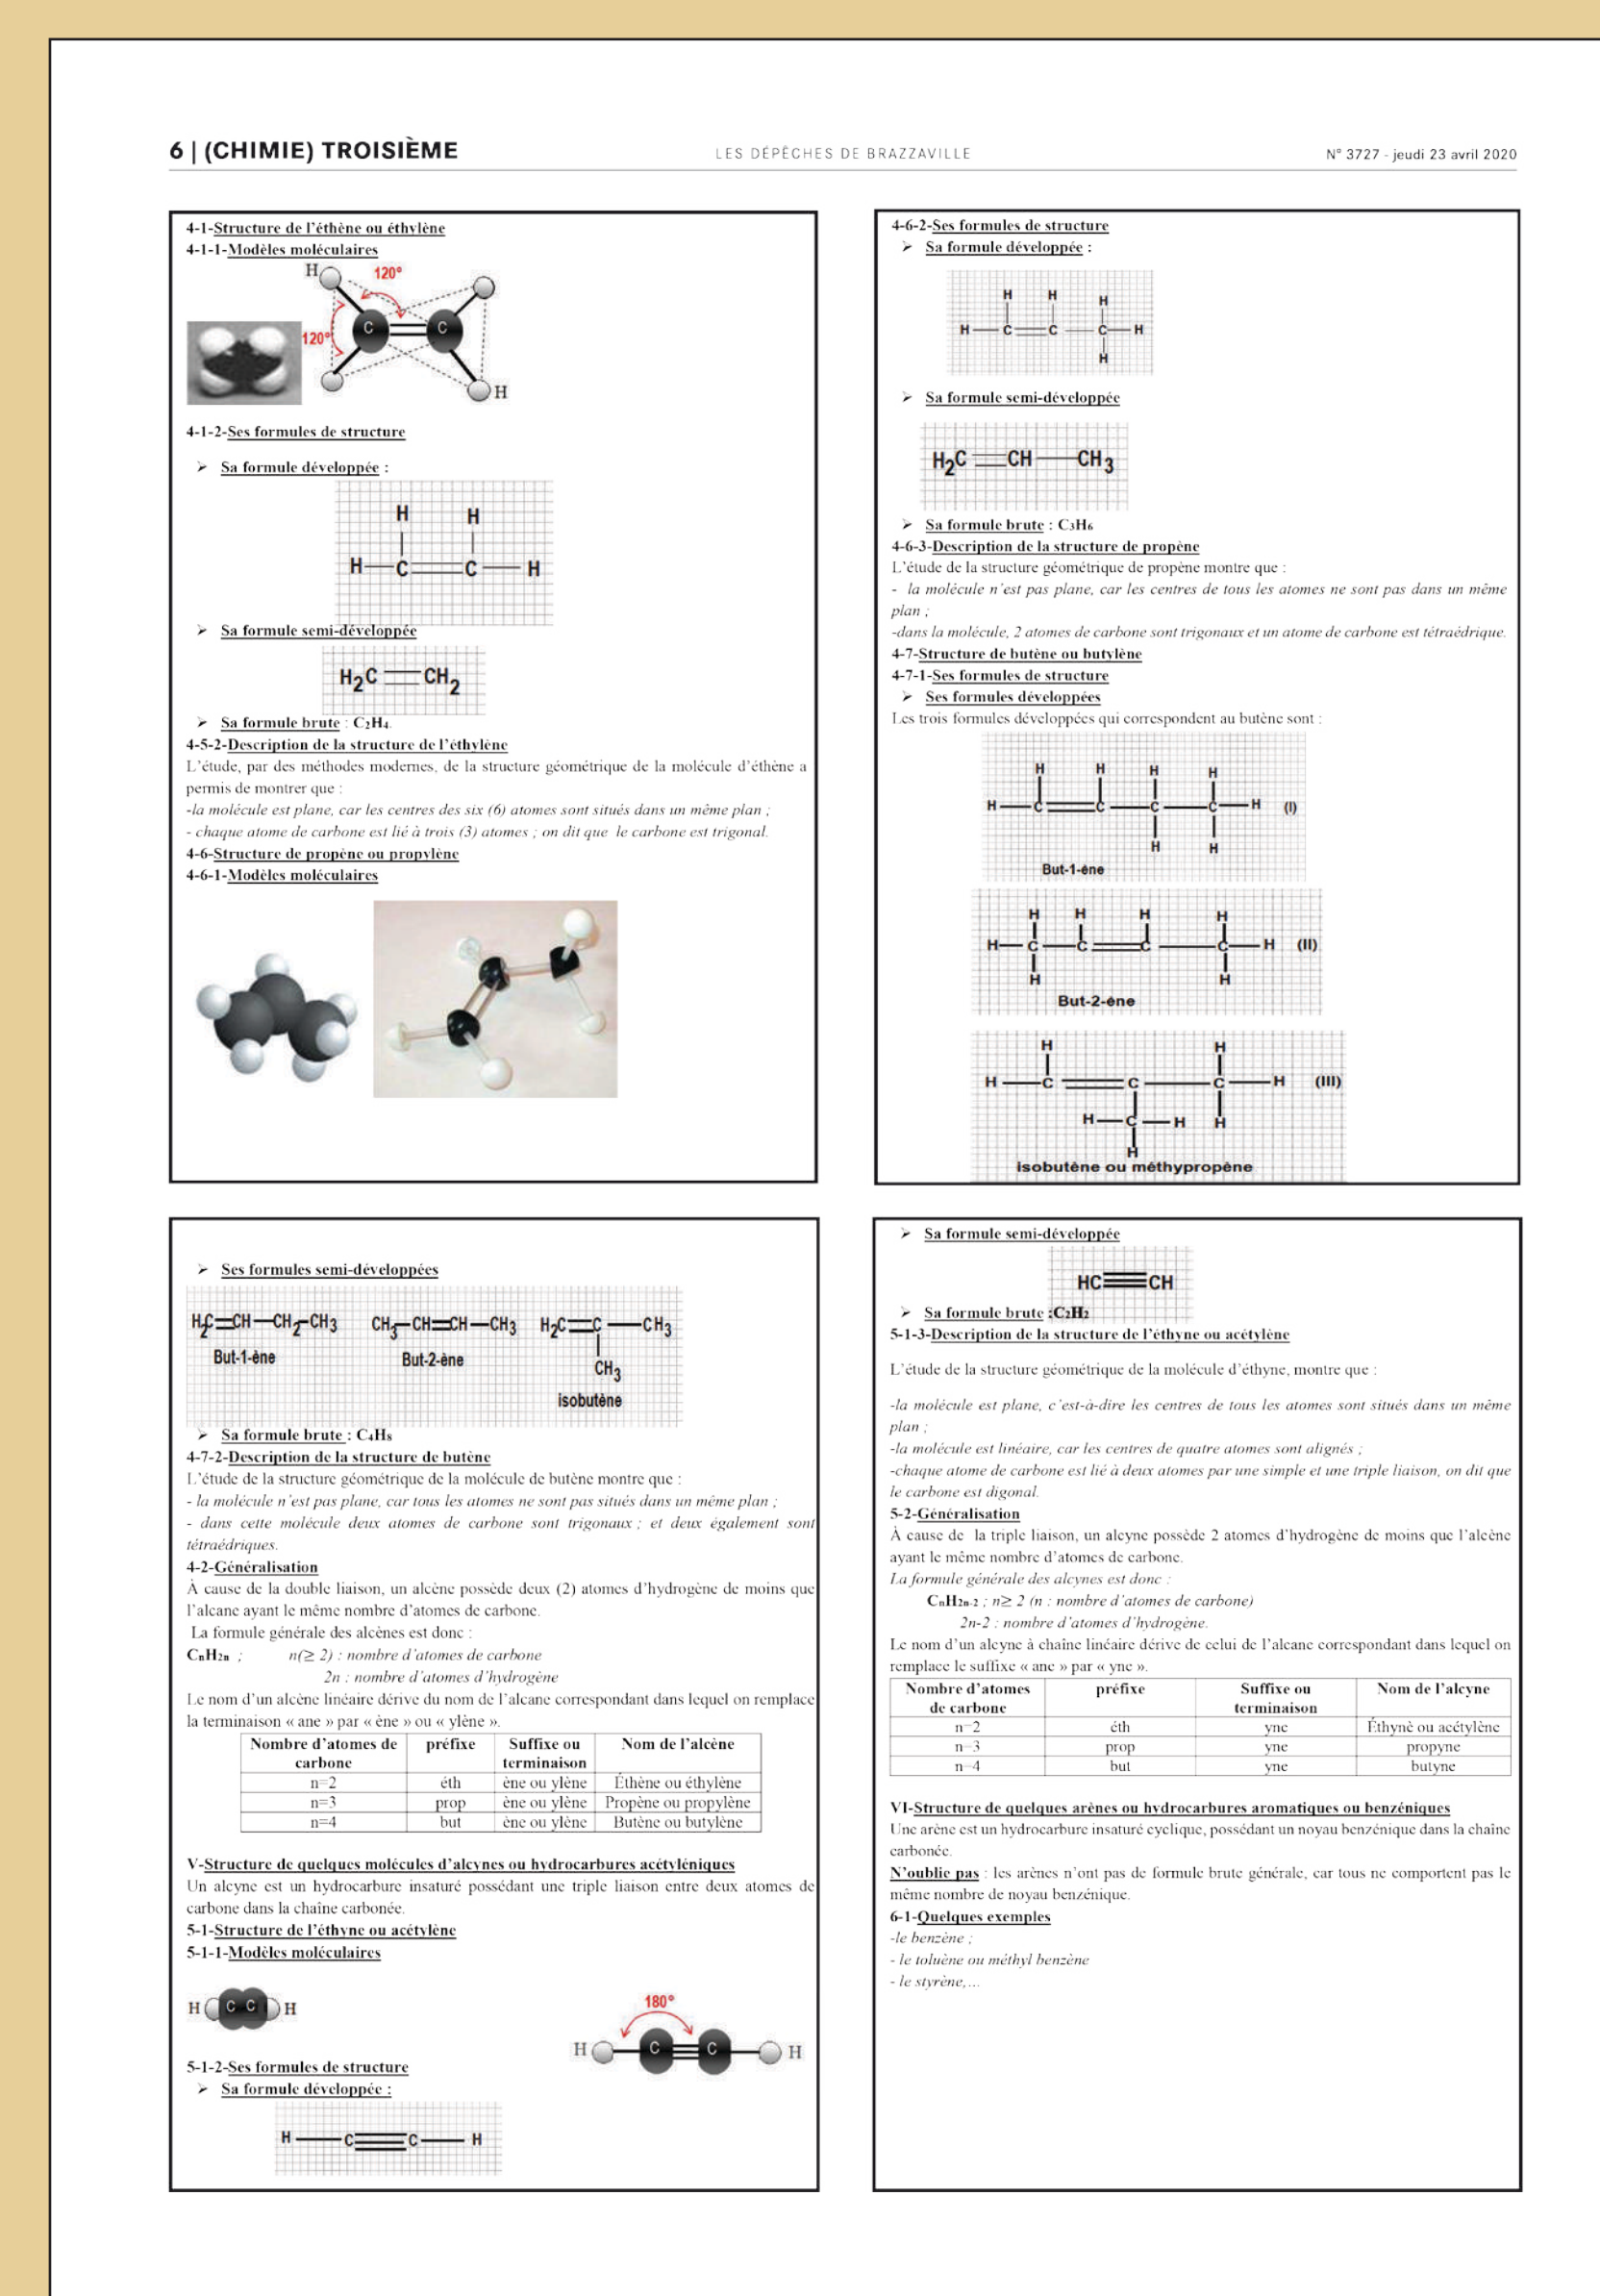 6 | (CHIMIE) TROISIÈME
LES DÉPÊCHES DE BRAZZAVILLE
N° 3727 - jeudi 23 avril 2020
4-1-Structure de l'éthène ou éthylène
4-1-1-Modèles moléculaires
H
120°
C C
120°
H
4-1-2-Ses formules de structure
➢ Sa formule développée :
H H
H C C H
➢ Sa formule semi-développée
H2C CH2
➢ Sa formule brute : C2H4.
4-5-2-Description de la structure de l'éthylène
L'étude, par des méthodes modernes, de la structure géométrique de la molécule d'éthène a
permis de montrer que :
-la molécule est plane, car les centres des six (6) atomes sont situés dans un même plan ;
- chaque atome de carbone est lié à trois (3) atomes ; on dit que le carbone est trigonal.
4-6-Structure de propène ou propylène
4-6-1-Modèles moléculaires
4-6-2-Ses formules de structure
➢ Sa formule développée :
H H H
H C C C H
H
➢ Sa formule semi-développée
H2C CH CH3
➢ Sa formule brute : C3H6
4-6-3-Description de la structure de propène
L'étude de la structure géométrique de propène montre que :
- la molécule n'est pas plane, car les centres de tous les atomes ne sont pas dans un même
plan ;
-dans la molécule, 2 atomes de carbone sont trigonaux et un atome de carbone est tétraédrique.
4-7-Structure de butène ou butylène
4-7-1-Ses formules de structure
➢ Ses formules développées
Les trois formules développées qui correspondent au butène sont :
H H H H
H C C C C H (I)
H H
But-1-ène
H H H H
H C C C C H (II)
H H
But-2-ène
H H
H C C C H (III)
H C H H
H
isobutène ou méthypropène
➢ Ses formules semi-développées
H2C CH CH2 CH3 CH3 CH CH CH3 H2C C CH3
But-1-ène But-2-ène CH3
isobutène
➢ Sa formule brute : C4H8
4-7-2-Description de la structure de butène
L'étude de la structure géométrique de la molécule de butène montre que :
- la molécule n'est pas plane, car tous les atomes ne sont pas situés dans un même plan ;
- dans cette molécule deux atomes de carbone sont trigonaux ; et deux également sont
tétraédriques.
4-2-Généralisation
À cause de la double liaison, un alcène possède deux (2) atomes d'hydrogène de moins que
l'alcane ayant le même nombre d'atomes de carbone.
La formule générale des alcènes est donc :
CnH2n ; n(≥ 2) : nombre d'atomes de carbone
2n : nombre d'atomes d'hydrogène
Le nom d'un alcène linéaire dérive du nom de l'alcane correspondant dans lequel on remplace
la terminaison « ane » par « ène » ou « ylène ».
Nombre d'atomes de préfixe Suffixe ou Nom de l'alcène
carbone terminaison
n=2 éth ène ou ylène Éthène ou éthylène
n=3 prop ène ou ylène Propène ou propylène
n=4 but ène ou ylène Butène ou butylène
V-Structure de quelques molécules d'alcynes ou hydrocarbures acétyléniques
Un alcyne est un hydrocarbure insaturé possédant une triple liaison entre deux atomes de
carbone dans la chaîne carbonée.
5-1-Structure de l'éthyne ou acétylène
5-1-1-Modèles moléculaires
H C C H
180°
H C C H
5-1-2-Ses formules de structure
➢ Sa formule développée :
H C C H
➢ Sa formule semi-développée
HC CH
➢ Sa formule brute :C2H2
5-1-3-Description de la structure de l'éthyne ou acétylène
L'étude de la structure géométrique de la molécule d'éthyne, montre que :
-la molécule est plane, c'est-à-dire les centres de tous les atomes sont situés dans un même
plan ;
-la molécule est linéaire, car les centres de quatre atomes sont alignés ;
-chaque atome de carbone est lié à deux atomes par une simple et une triple liaison, on dit que
le carbone est digonal.
5-2-Généralisation
À cause de la triple liaison, un alcyne possède 2 atomes d'hydrogène de moins que l'alcène
ayant le même nombre d'atomes de carbone.
La formule générale des alcynes est donc :
CnH2n-2 ; n≥ 2 (n : nombre d'atomes de carbone)
2n-2 : nombre d'atomes d'hydrogène.
Le nom d'un alcyne à chaîne linéaire dérive de celui de l'alcane correspondant dans lequel on
remplace le suffixe « ane » par « yne ».
Nombre d'atomes préfixe Suffixe ou Nom de l'alcyne
de carbone terminaison
n=2 éth yne Éthynè ou acétylène
n=3 prop yne propyne
n=4 but yne butyne
VI-Structure de quelques arènes ou hydrocarbures aromatiques ou benzéniques
Une arène est un hydrocarbure insaturé cyclique, possédant un noyau benzénique dans la chaîne
carbonée.
N'oublie pas : les arènes n'ont pas de formule brute générale, car tous ne comportent pas le
même nombre de noyau benzénique.
6-1-Quelques exemples
-le benzène ;
- le toluène ou méthyl benzène
- le styrène,...